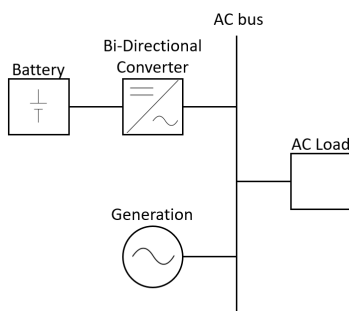 AC bus
Bi-Directional
Converter
Battery
AC Load
Generation